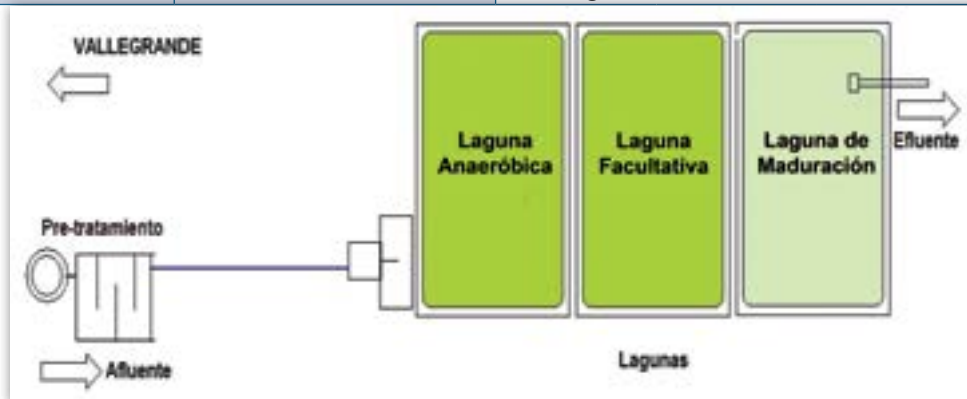 VALLEGRANDE
Laguna
Anaeróbica
Laguna
Facultativa
Laguna de
Maduración
Efluente
Pre-tratamiento
Lagunas
Afluente